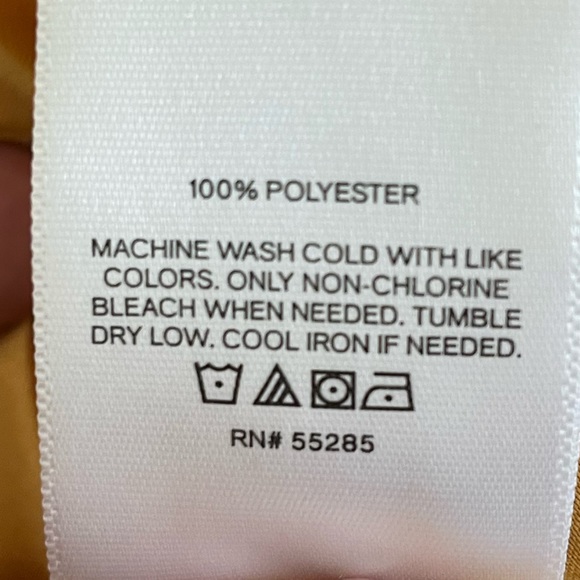 100% POLYESTER
MACHINE WASH COLD WITH LIKE
COLORS. ONLY NON-CHLORINE
BLEACH WHEN NEEDED. TUMBLE
DRY LOW. COOL IRON IF NEEDED.
RN# 55285